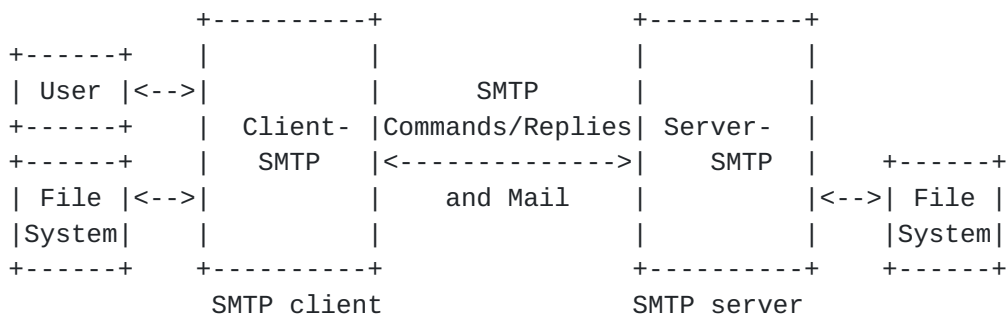 +----------+                +----------+
  +------+    |          |                |          |
  | User |<-->|          |      SMTP      |          |
  +------+    |  Client- |Commands/Replies| Server-  |
  +------+    |   SMTP   |<-------------->|    SMTP  |    +------+
  | File |<-->|          |    and Mail    |          |<-->| File |
  |System|    |          |                |          |    |System|
  +------+    +----------+                +----------+    +------+
               SMTP client                SMTP server